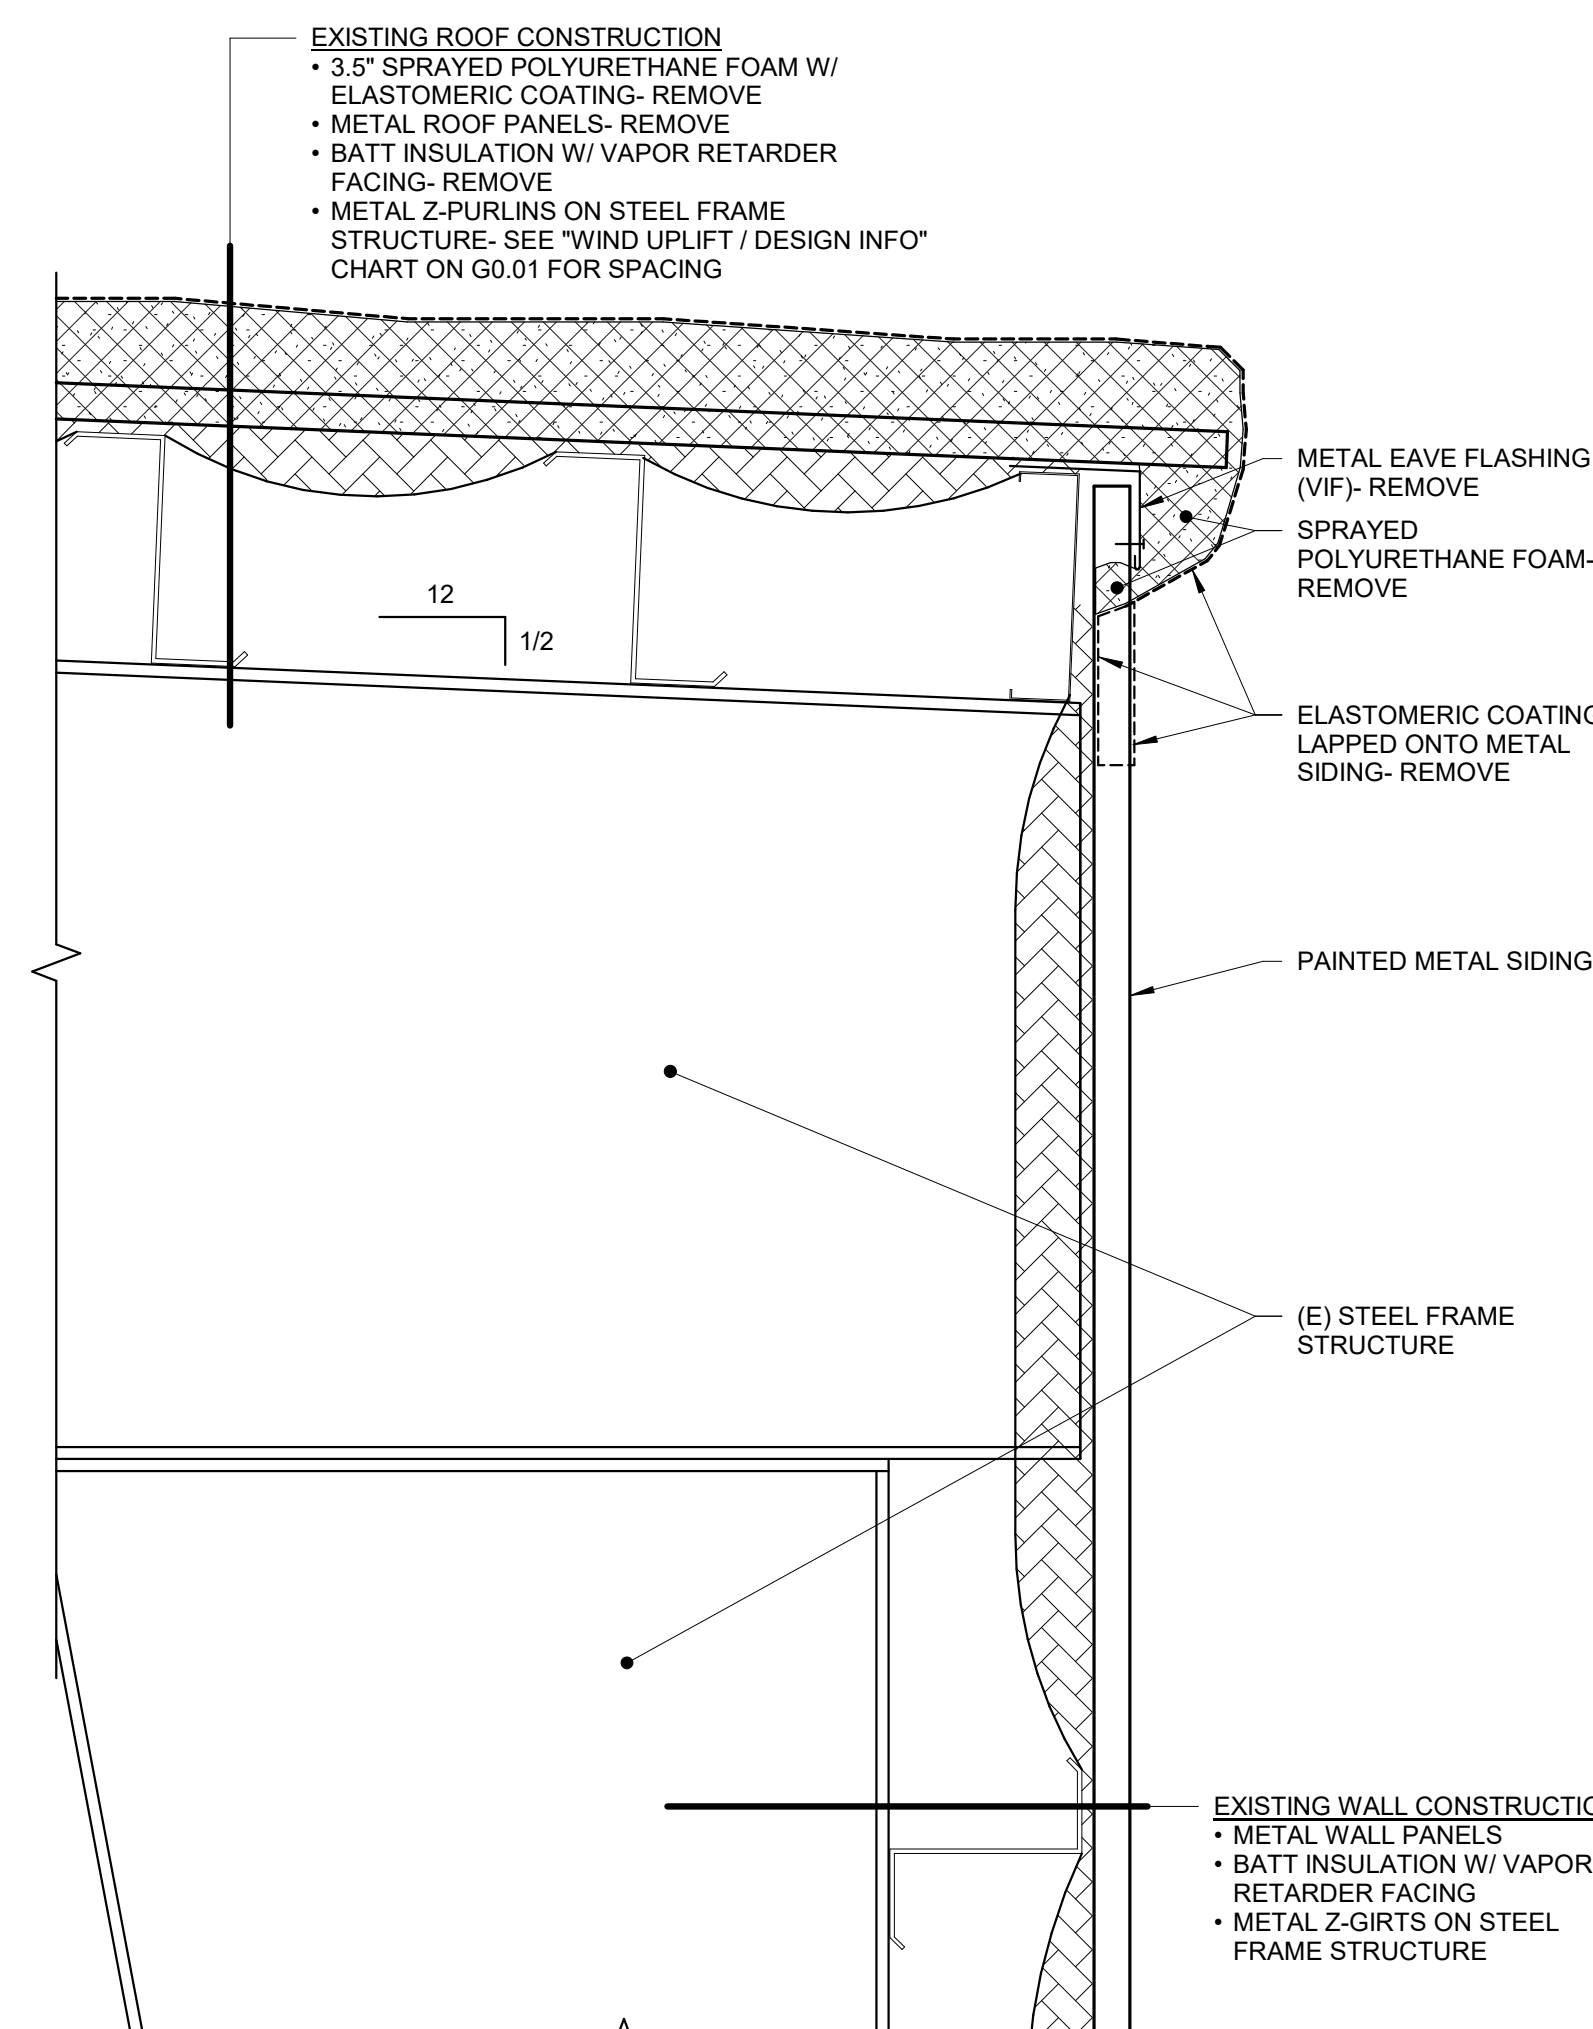 EXISTING ROOF CONSTRUCTION
• 3.5" SPRAYED POLYURETHANE FOAM W/
ELASTOMERIC COATING- REMOVE
• METAL ROOF PANELS- REMOVE
• BATT INSULATION W/ VAPOR RETARDER
FACING- REMOVE
• METAL Z-PURLINS ON STEEL FRAME
STRUCTURE- SEE "WIND UPLIFT / DESIGN INFO"
CHART ON G0.01 FOR SPACING
METAL EAVE FLASHING
(VIF)- REMOVE
SPRAYED
POLYURETHANE FOAM-
REMOVE
12
1/2
ELASTOMERIC COATING
LAPPED ONTO METAL
SIDING- REMOVE
PAINTED METAL SIDING
(E) STEEL FRAME
STRUCTURE
EXISTING WALL CONSTRUCTIO
• METAL WALL PANELS
• BATT INSULATION W/ VAPOR
RETARDER FACING
• METAL Z-GIRTS ON STEEL
FRAME STRUCTURE